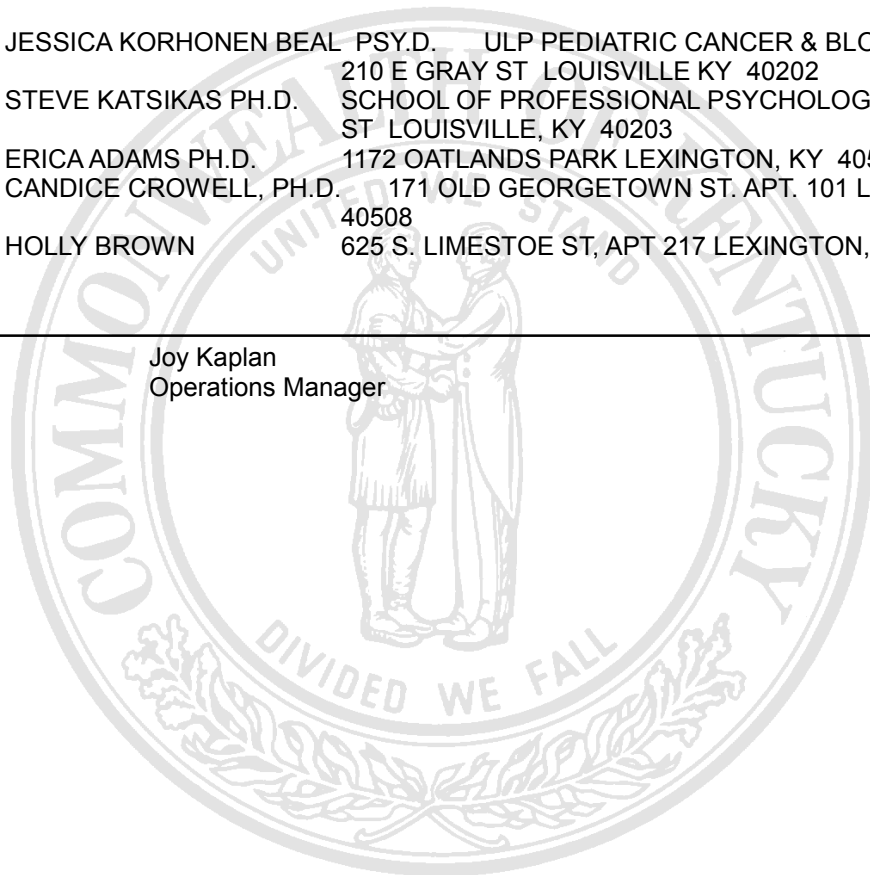 JESSICA KORHONEN BEAL PSY.D. ULP PEDIATRIC CANCER &
210 E GRAY ST LOUISVILLE KY 40202
STEVE KATSIKAS PH.D. SCHOOL OF PROFESSIONAL
ST LOUISVILLE, KY 40203
ERICA ADAMS PH.D. 1172 OATLANDS PARK LEXINGTON, KY
CANDICE CROWELL, PH.D. 171 OLD GEORGETOWN ST. APT. 101
40508
HOLLY BROWN 625 S. LIMESTOE ST, APT 217 LEXINGTON,
Joy Kaplan
Operations Manager
COMMONWEALTH OF KENTUCKY
UNITED WE STAND
DIVIDED WE FALL